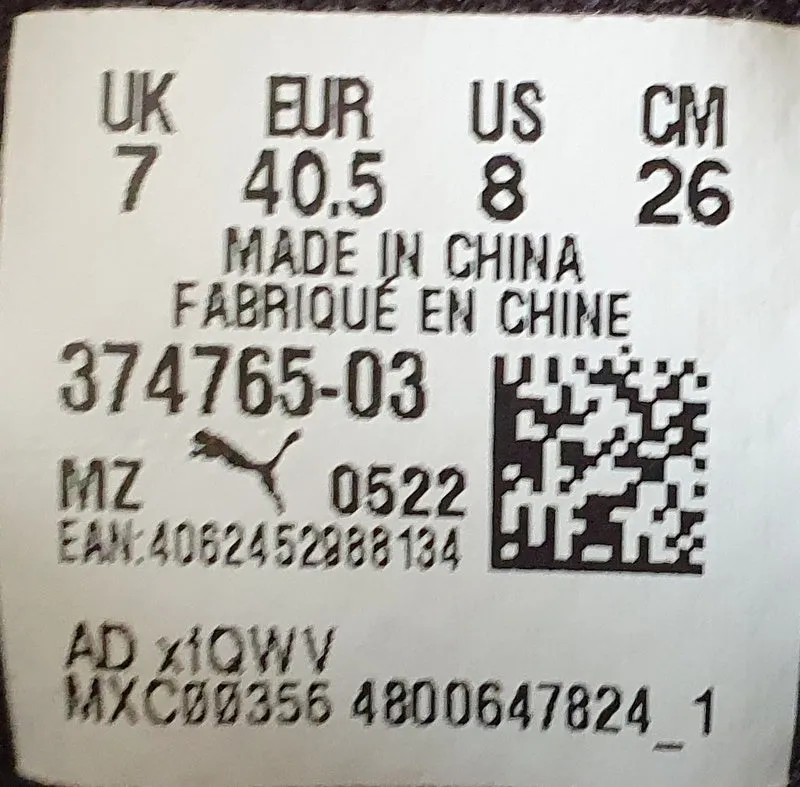 UK EUR US CM
7 40.5 8 26
MADE IN CHINA
FABRIQUÉ EN CHINE
374765-03
MZ 0522
EAN:4062452988134
AD x1QWV
MXC00356 4800647824_1